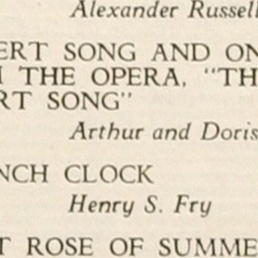 Alexander Russell
ERT SONG AND ON
THE OPERA, "TH
RT SONG"
Arthur and Doris
NCH CLOCK
Henry S. Fry
T ROSE OF SUMME